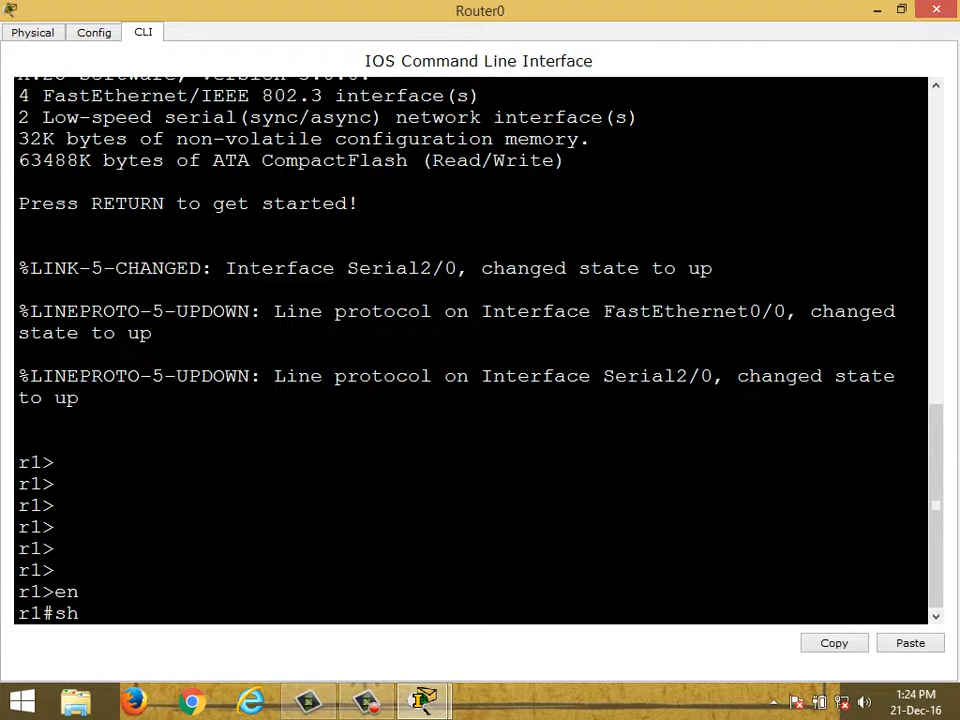 Router0
Physical Config CLI
IOS Command Line Interface
4 FastEthernet/IEEE 802.3 interface(s)
2 Low-speed serial(sync/async) network interface(s)
32K bytes of non-volatile configuration memory.
63488K bytes of ATA CompactFlash (Read/Write)
Press RETURN to get started!
%LINK-5-CHANGED: Interface Serial2/0, changed state to up
%LINEPROTO-5-UPDOWN: Line protocol on Interface FastEthernet0/0, changed
state to up
%LINEPROTO-5-UPDOWN: Line protocol on Interface Serial2/0, changed state
to up
r1>
r1>
r1>
r1>
r1>
r1>
r1>en
r1#sh
Copy Paste
1:24 PM
21-Dec-16